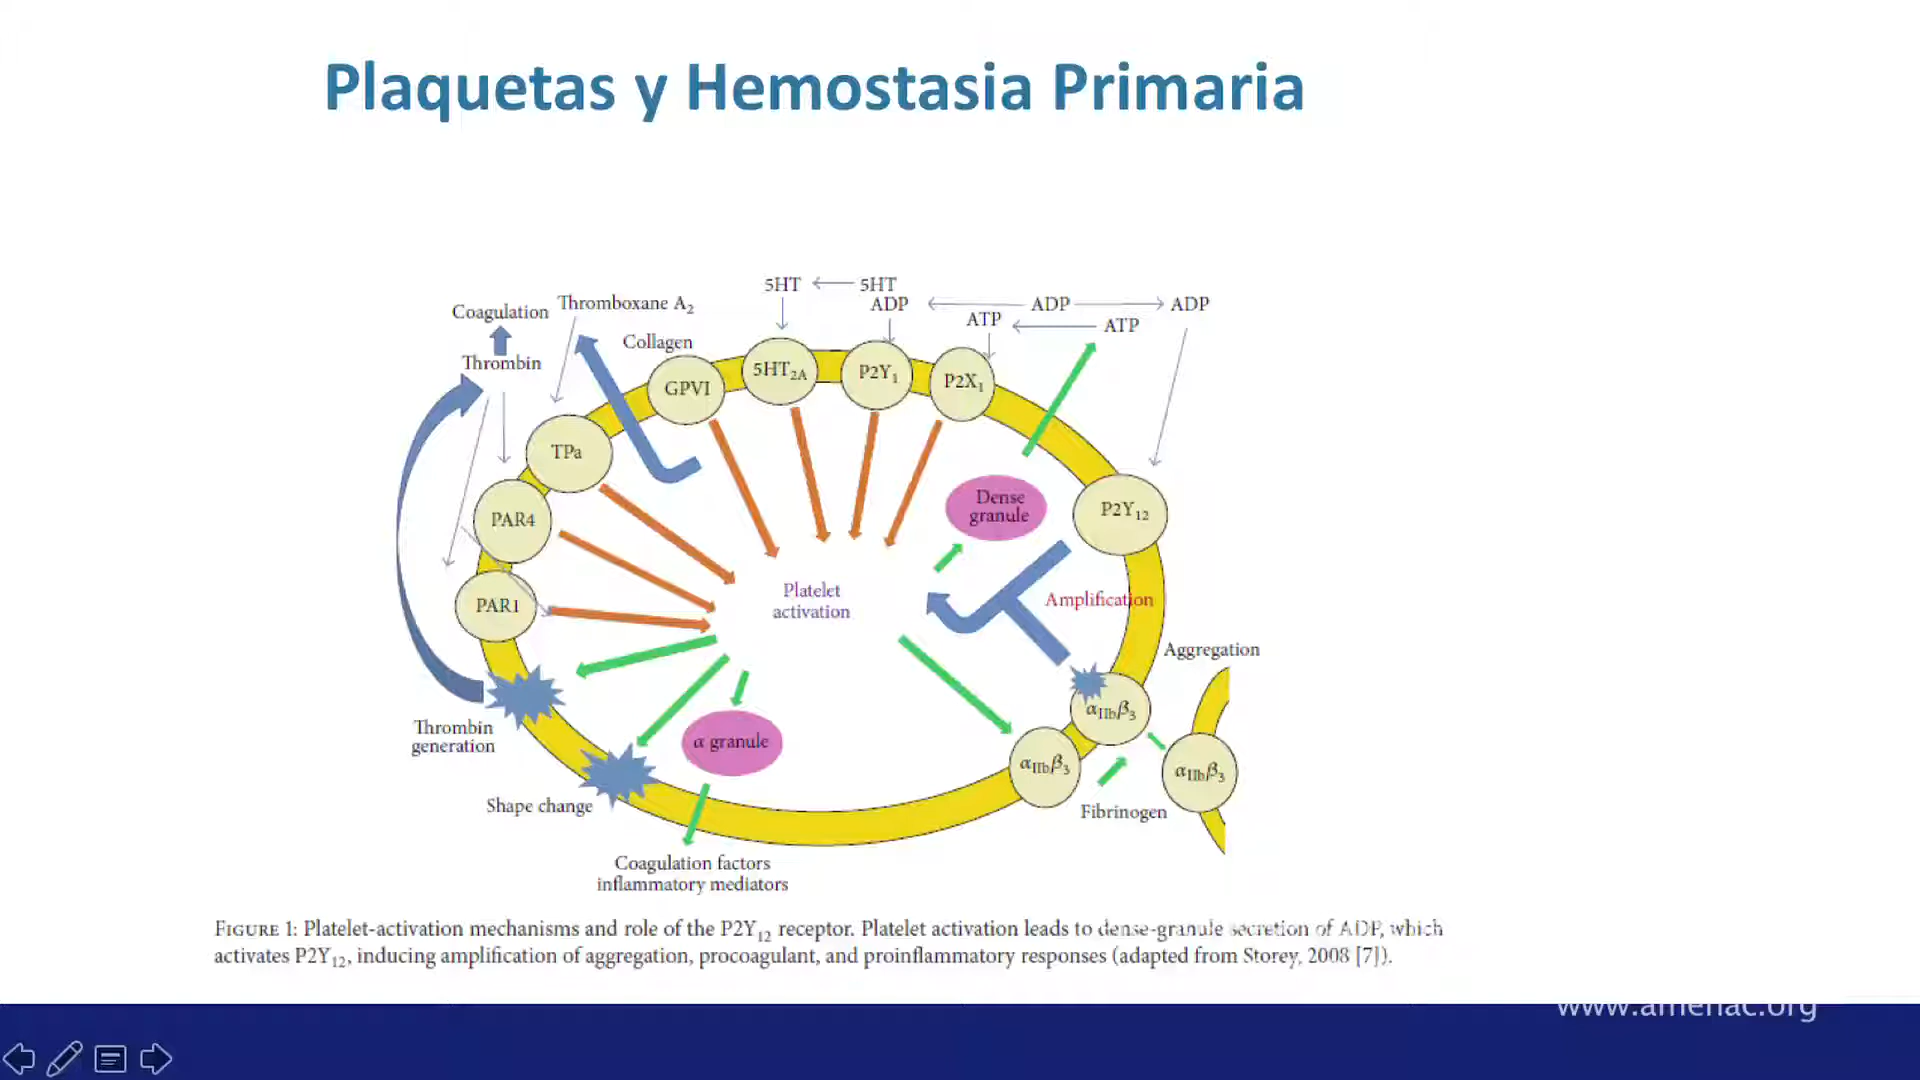 Plaquetas y Hemostasia Primaria
5HT
5HT
Coagulation
Thromboxane A2
ADP
ADP
ADP
ATP
ATP
Collagen
Thrombin
GPVI
5HT2A
P2Y1
P2X1
TPa
PAR4
Dense
granule
P2Y12
PAR1
Platelet
activation
Amplification
Aggregation
Thrombin
generation
α granule
αIIbβ3
αIIbβ3
αIIbβ3
Shape change
Fibrinogen
Coagulation factors
inflammatory mediators
FIGURE 1: Platelet-activation mechanisms and role of the P2Y12 receptor. Platelet activation leads to dense-granule secretion of ADP, which
activates P2Y12, inducing amplification of aggregation, procoagulant, and proinflammatory responses (adapted from Storey, 2008 [7]).
www.amehac.org